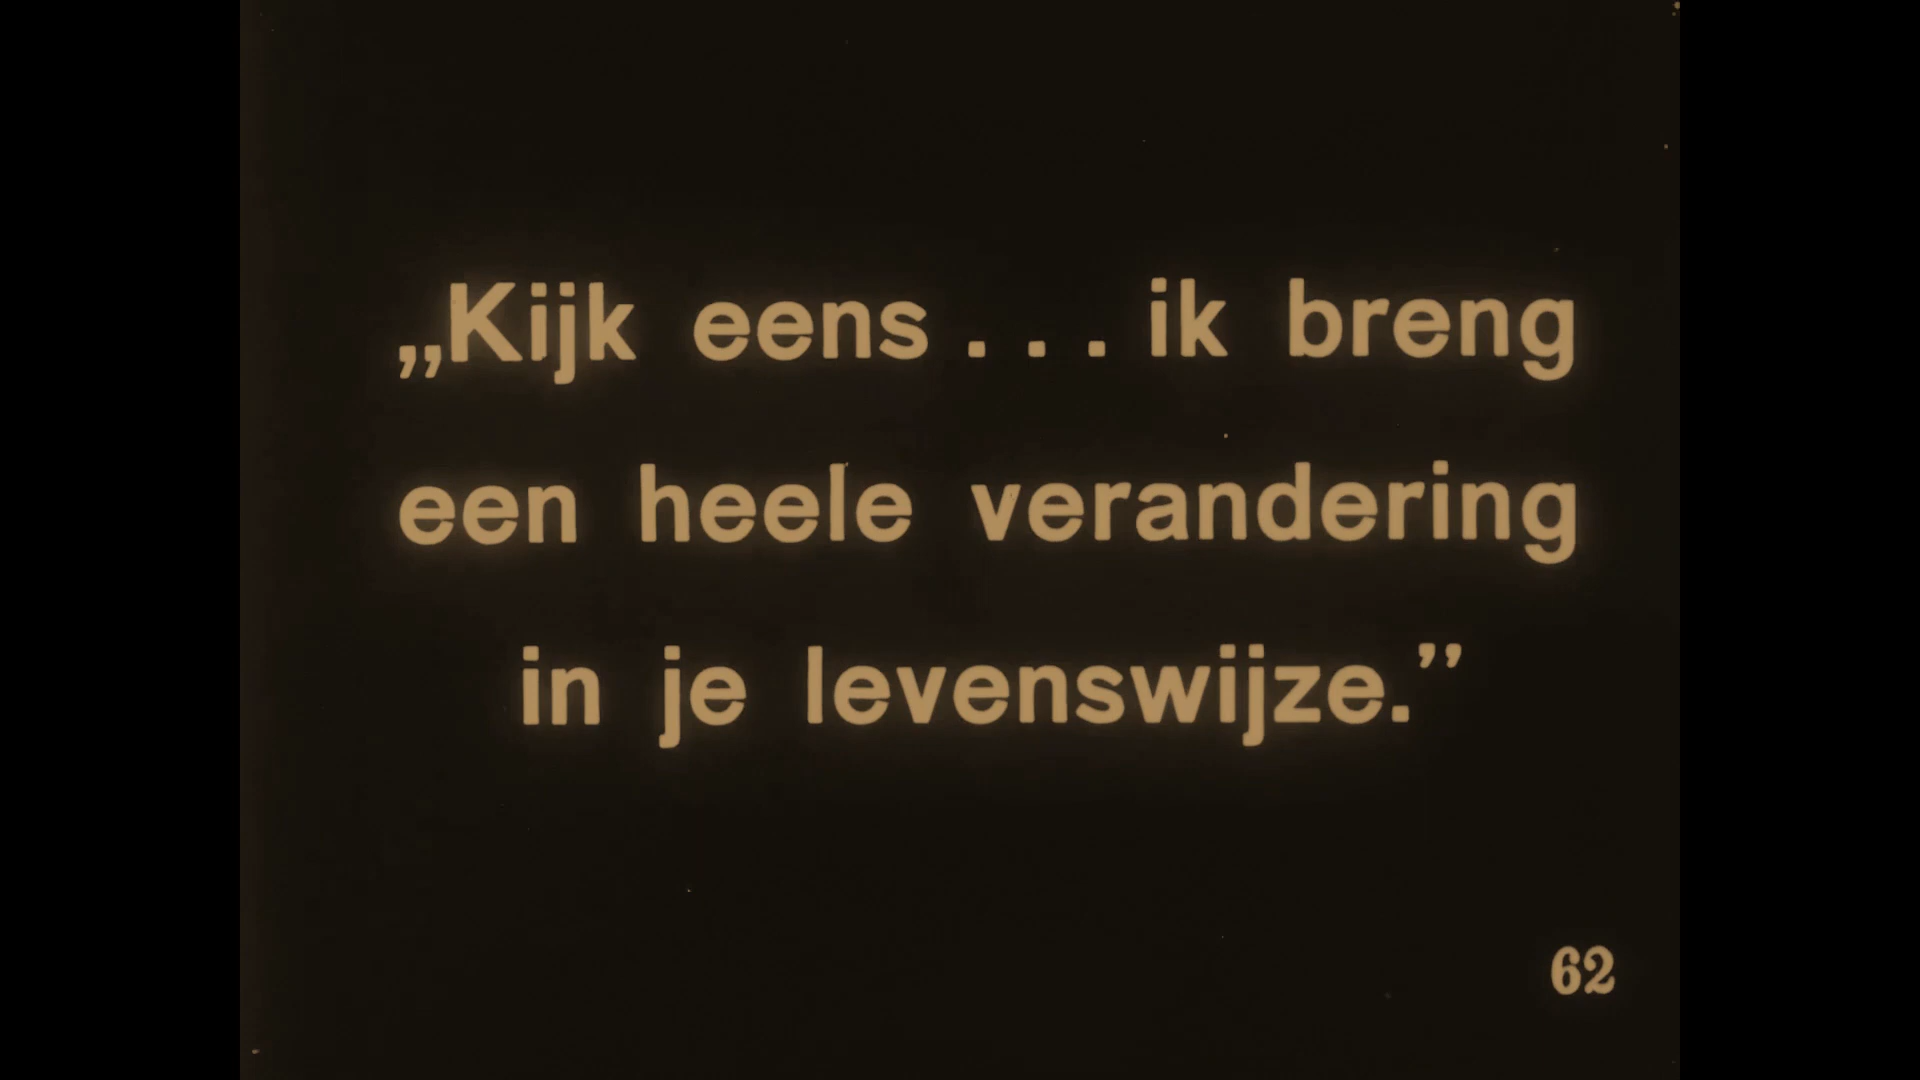 „Kijk eens . . . ik breng
een heele verandering
in je levenswijze.”
62